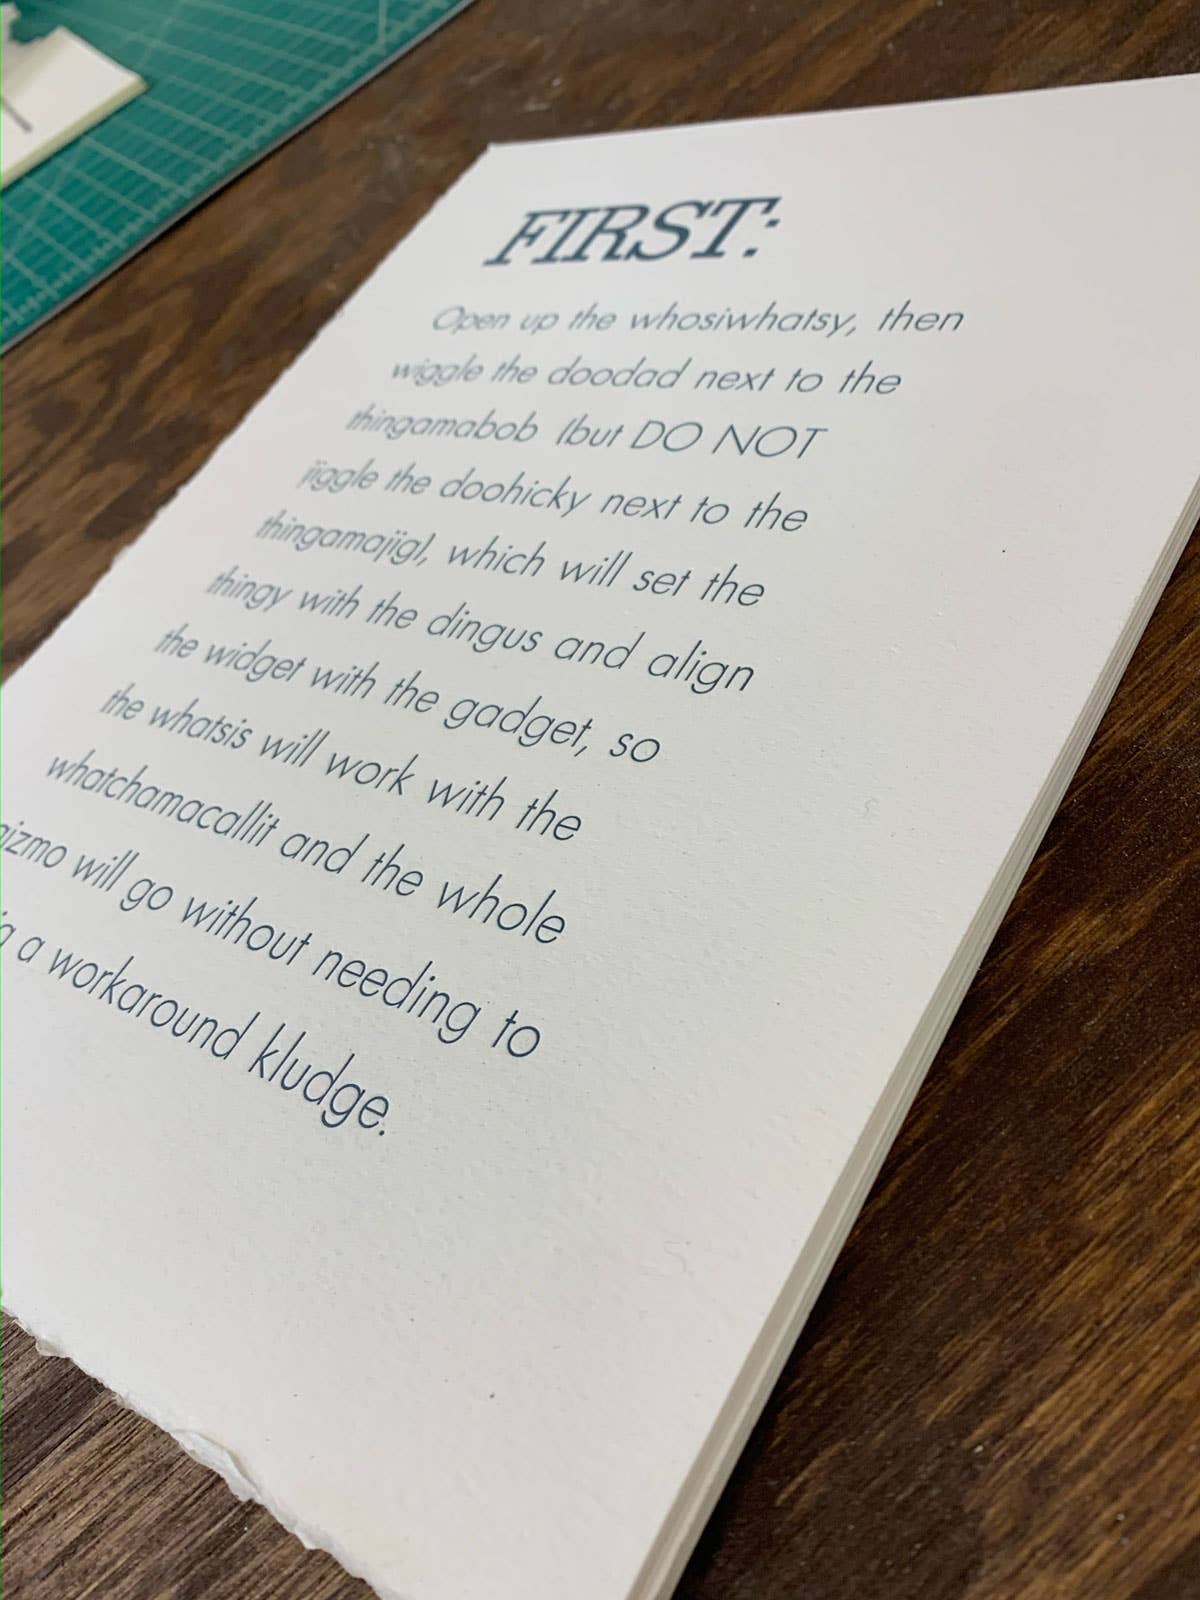 FIRST:
Open up the whosiwhatsy, then
wiggle the doodad next to the
thingamabob (but DO NOT
jiggle the doohicky next to the
thingamajig), which will set the
thingy with the dingus and align
the widget with the gadget, so
the whatsis will work with the
whatchamacallit and the whole
gizmo will go without needing to
a workaround kludge.